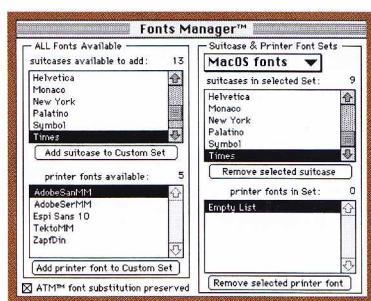 Fonts Manager™
ALL Fonts Available
suitcases available to add: 13
Helvetica
Monaco
New York
Palatino
Symbol
Times
Add suitcase to Custom Set
printer fonts available: 5
AdobeSanMM
AdobeSerMM
Espi Sans 10
TektoMM
ZapfDin
Add printer font to Custom Set
ATM™ font substitution preserved
Suitcase & Printer Font Sets
MacOS fonts
suitcases in selected Set: 9
Helvetica
Monaco
New York
Palatino
Symbol
Times
Remove selected suitcase
printer fonts in Set: 0
Empty List
Remove selected printer font